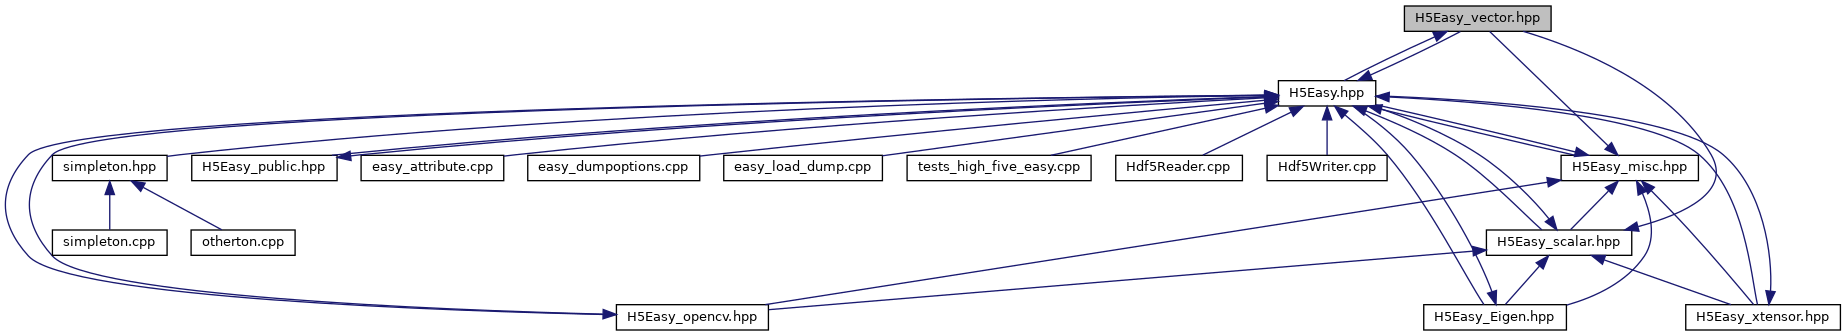 H5Easy_vector.hpp
H5Easy.hpp
simpleton.hpp
H5Easy_public.hpp
easy_attribute.cpp
easy_dumpoptions.cpp
easy_load_dump.cpp
tests_high_five_easy.cpp
Hdf5Reader.cpp
Hdf5Writer.cpp
H5Easy_misc.hpp
simpleton.cpp
otherton.cpp
H5Easy_scalar.hpp
H5Easy_opencv.hpp
H5Easy_Eigen.hpp
H5Easy_xtensor.hpp